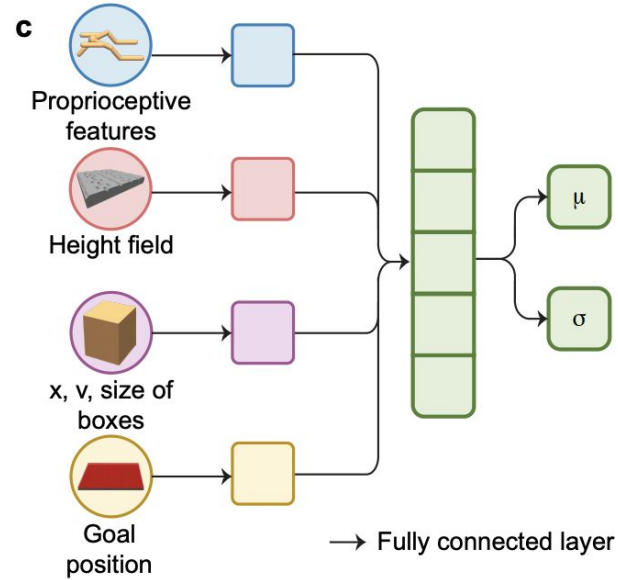 c
Proprioceptive
features
Height field
x, v, size of
boxes
Goal
position
μ
σ
Fully connected layer